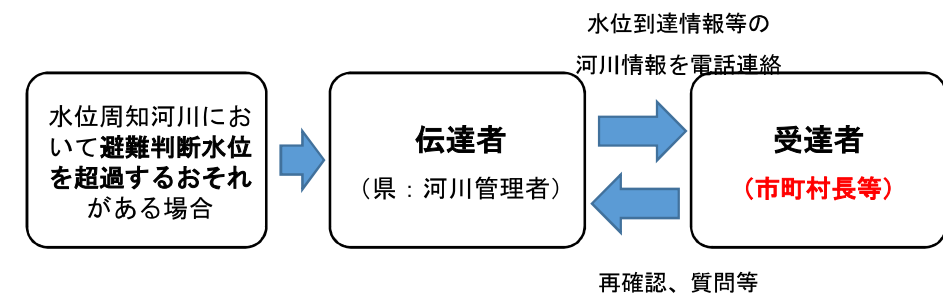 水位到達情報等の
河川情報を電話連絡
水位周知河川にお
いて避難判断水位
を超過するおそれ
がある場合
伝達者
（県：河川管理者）
受達者
（市町村長等）
再確認、質問等